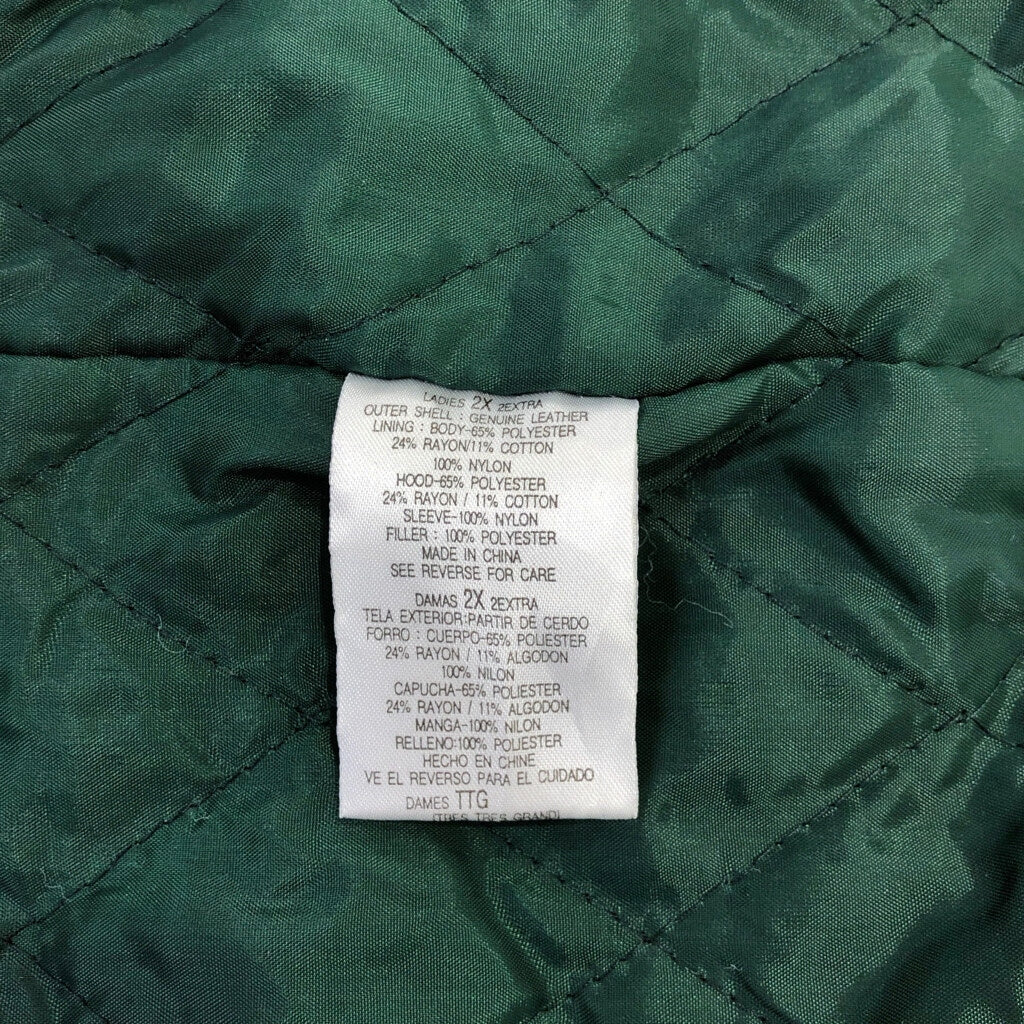 LADIES 2X 2EXTRA
OUTER SHELL : GENUINE LEATHER
LINING : BODY-65% POLYESTER
24% RAYON/11% COTTON
100% NYLON
HOOD-65% POLYESTER
24% RAYON / 11% COTTON
SLEEVE-100% NYLON
FILLER : 100% POLYESTER
MADE IN CHINA
SEE REVERSE FOR CARE
DAMAS 2X 2EXTRA
TELA EXTERIOR:PARTIR DE CERDO
FORRO : CUERPO-65% POLIESTER
24% RAYON / 11% ALGODON
100% NILON
CAPUCHA-65% POLIESTER
24% RAYON / 11% ALGODON
MANGA-100% NILON
RELLENO:100% POLIESTER
HECHO EN CHINE
VE EL REVERSO PARA EL CUIDADO
DAMES TTG
(TRES TRES GRAND)